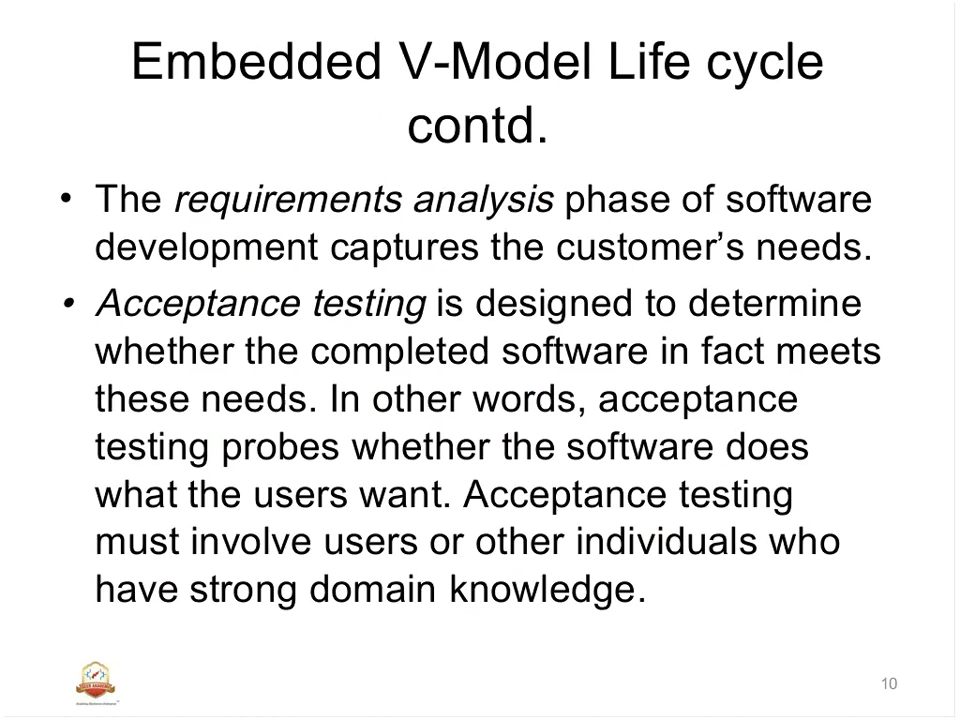 Embedded V-Model Life cycle
contd.
• The requirements analysis phase of software
development captures the customer’s needs.
• Acceptance testing is designed to determine
whether the completed software in fact meets
these needs. In other words, acceptance
testing probes whether the software does
what the users want. Acceptance testing
must involve users or other individuals who
have strong domain knowledge.
10